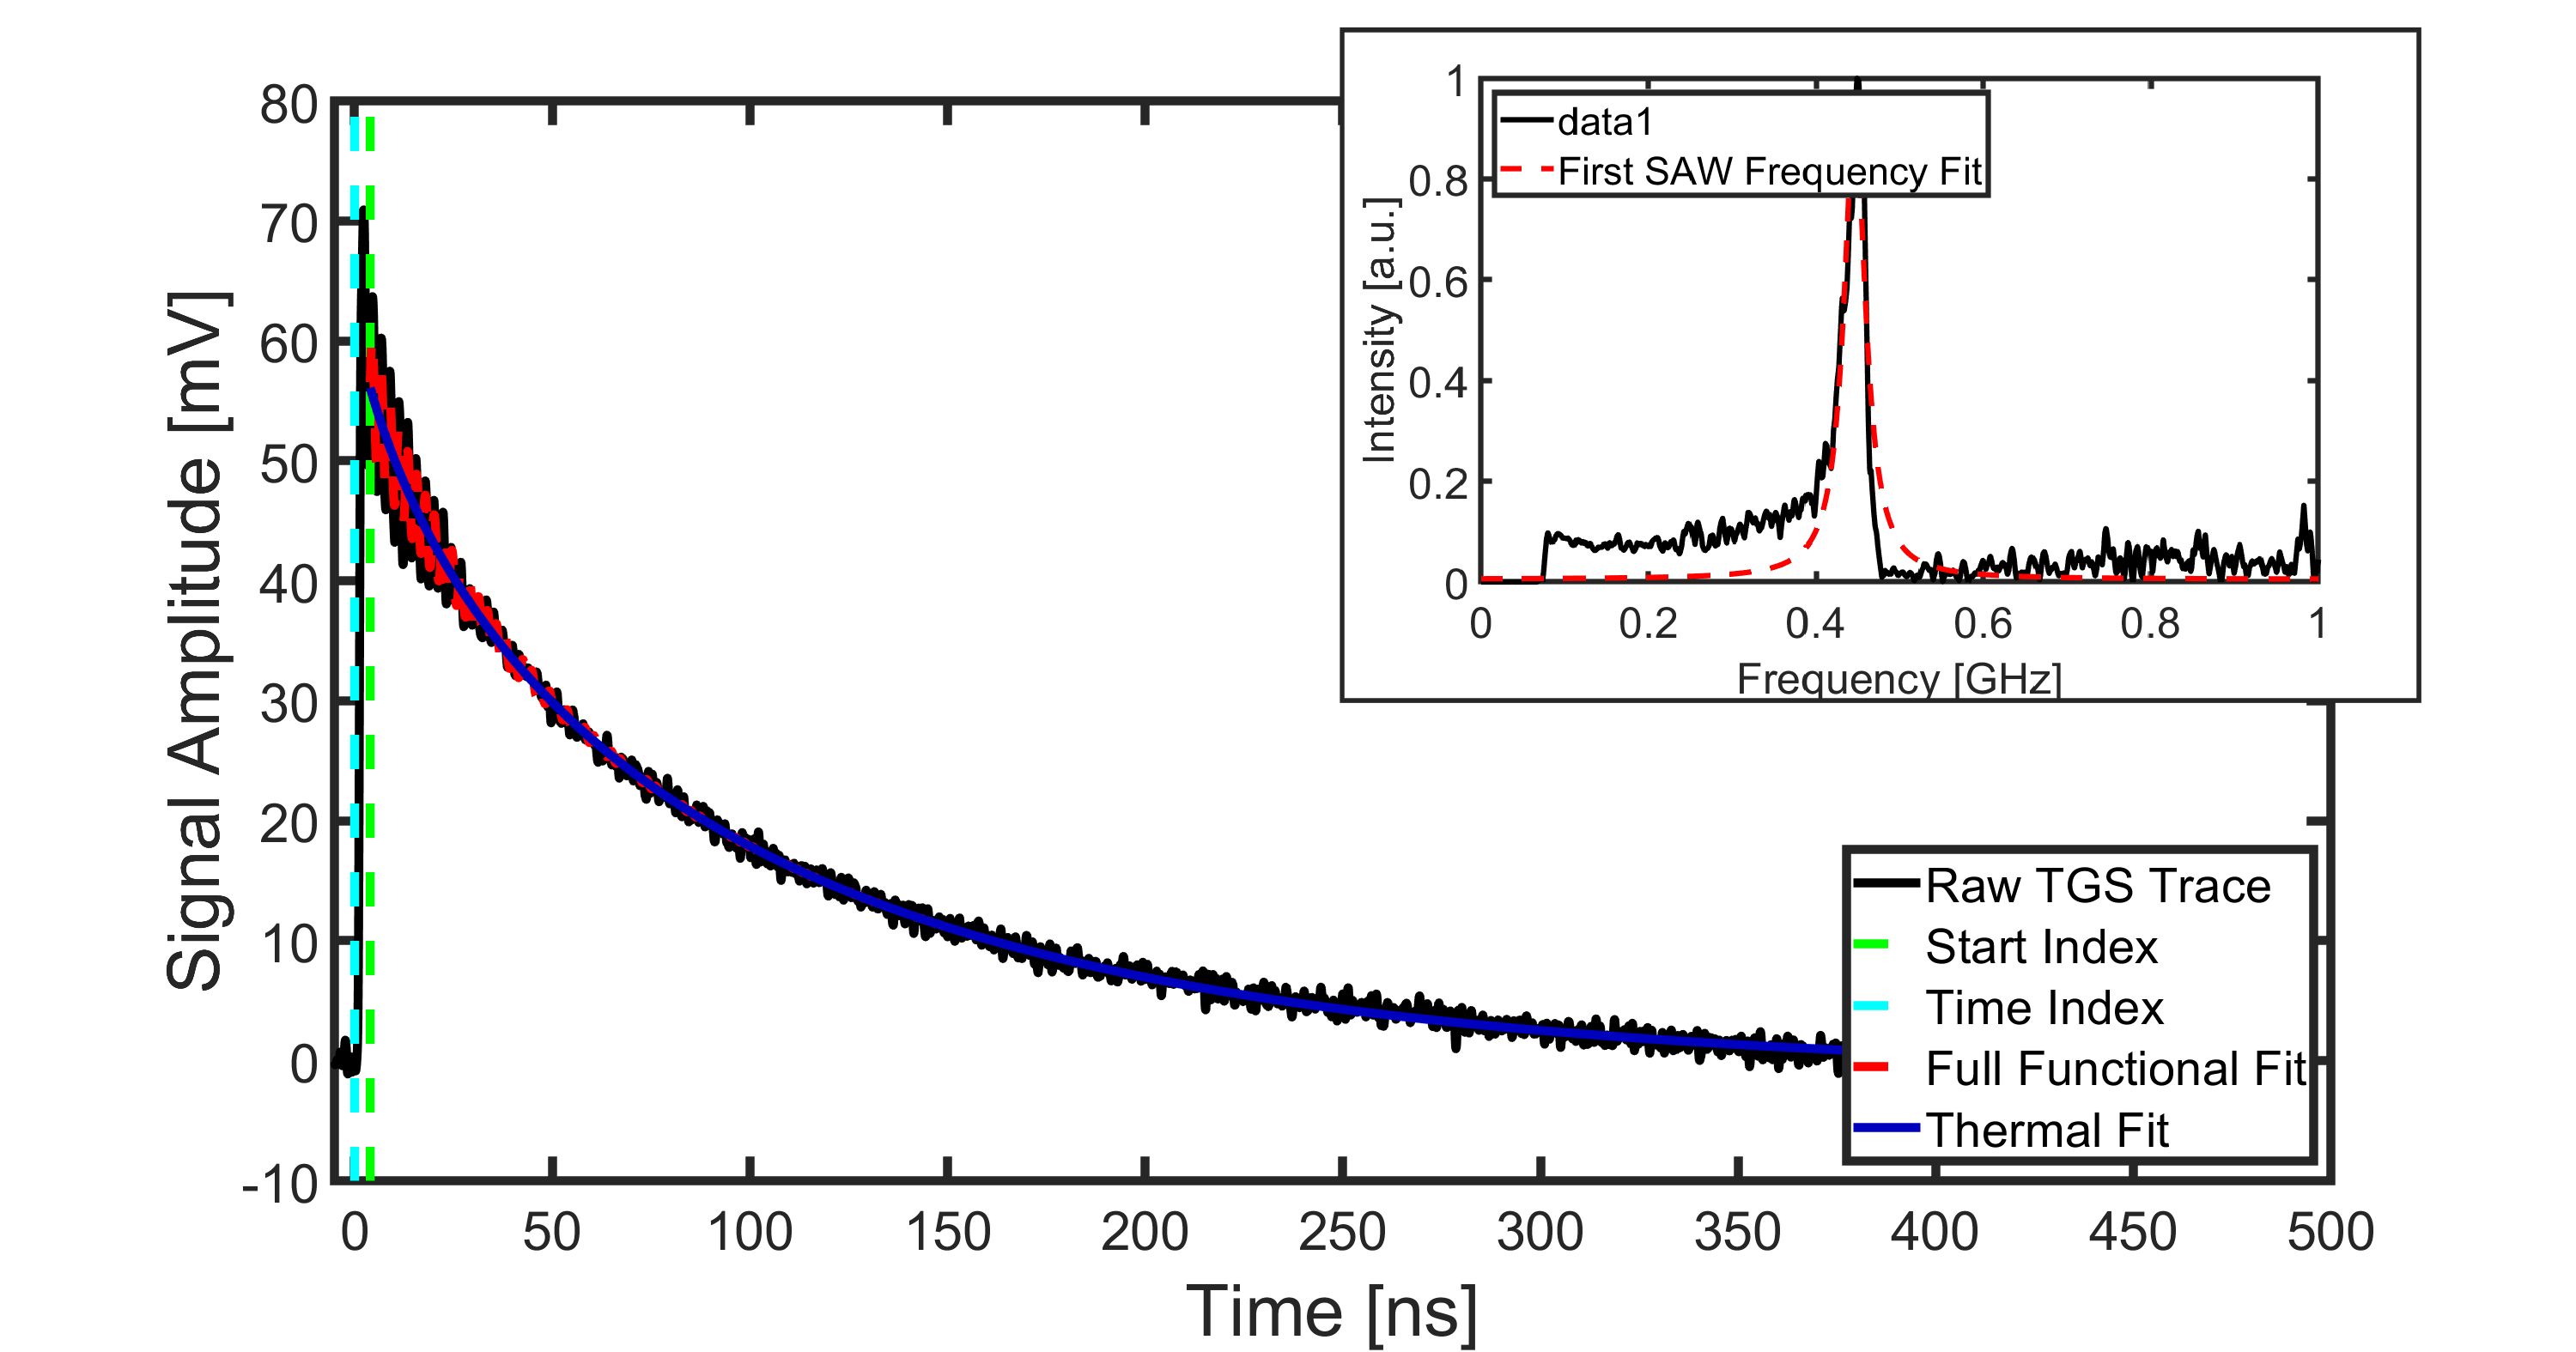 80
70
60
50
40
30
20
10
0
-10
Signal Amplitude [mV]
0 50 100 150 200 250 300 350 400 450 500
Time [ns]
1
0.8
0.6
0.4
0.2
0
Intensity [a.u.]
data1
First SAW Frequency Fit
0 0.2 0.4 0.6 0.8 1
Frequency [GHz]
Raw TGS Trace
Start Index
Time Index
Full Functional Fit
Thermal Fit